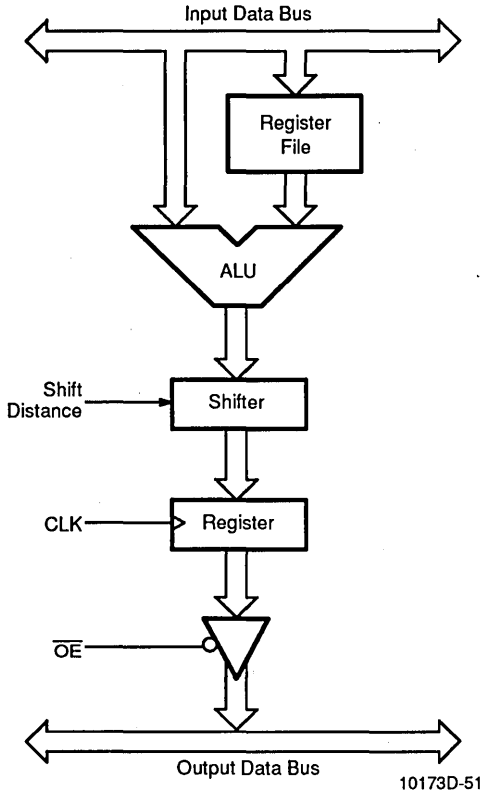 Input Data Bus
Register
File
ALU
Shift
Distance
Shifter
CLK
Register
OE
Output Data Bus
10173D-51